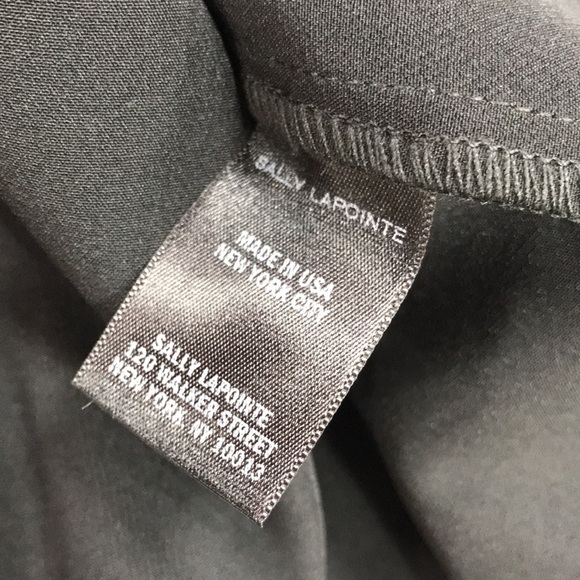 SALLY LAPOINTE
MADE IN USA
NEW YORK CITY
SALLY LAPOINTE
120 WALKER STREET
NEW YORK NY 10013